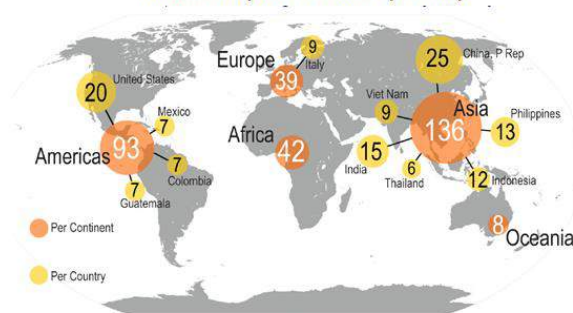 Europe
9
Italy
39
25
China, P Rep
20
United States
Mexico
7
Viet Nam
9
Asia
136
Philippines
13
Americas
93
Africa
42
15
India
6
Thailand
12
Indonesia
7
Colombia
7
Guatemala
8
Oceania
Per Continent
Per Country